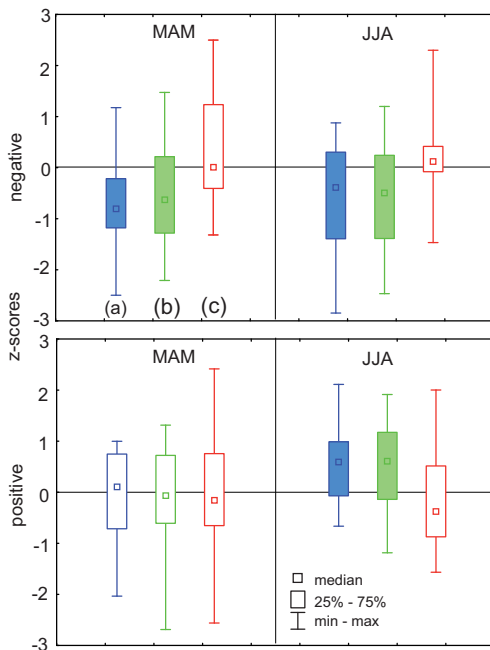 3
MAM
JJA
2
1
0
-1
-2
-3
negative
(a)
(b)
(c)
z-scores
3
MAM
JJA
2
1
0
-1
-2
-3
positive
median
25% - 75%
min - max